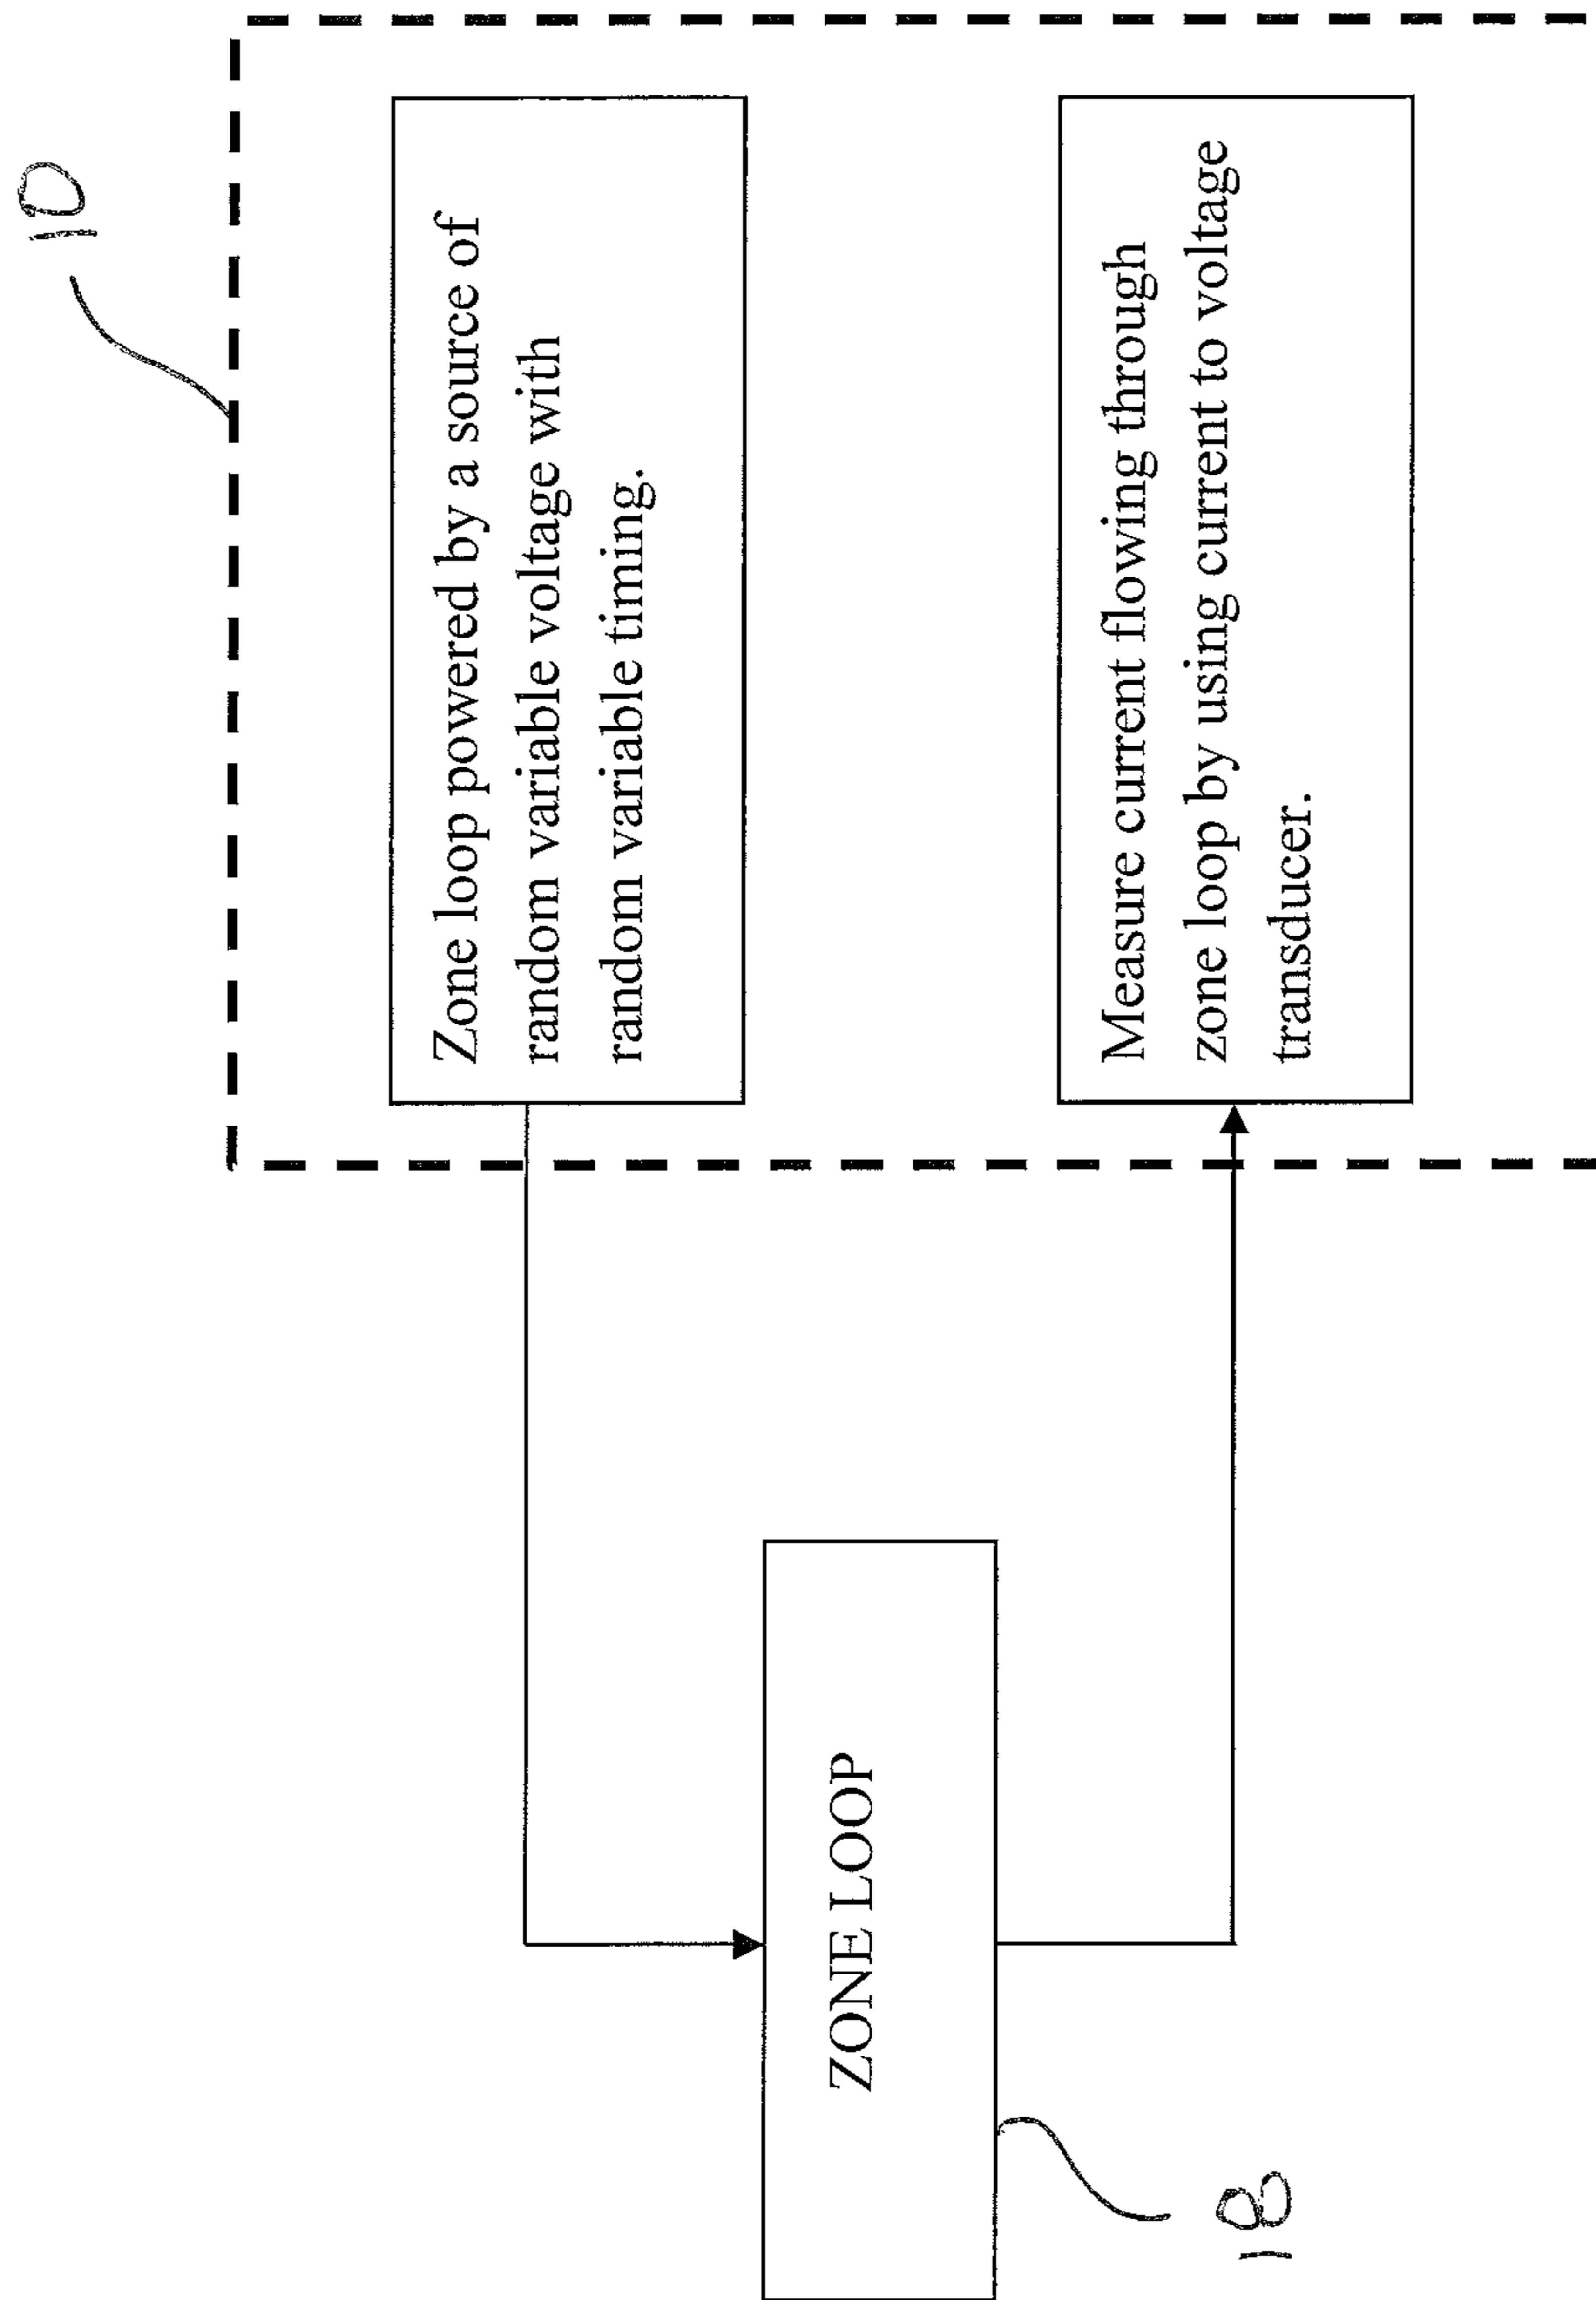 10
Zone loop powered by a source of
random variable voltage with
random variable timing.
ZONE LOOP
Measure current flowing through
zone loop by using current to voltage
transducer.
18